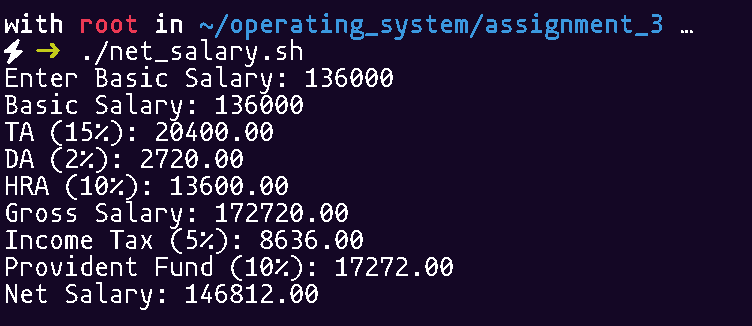 with root in ~/operating_system/assignment_3 …
⚡ → ./net_salary.sh
Enter Basic Salary: 136000
Basic Salary: 136000
TA (15%): 20400.00
DA (2%): 2720.00
HRA (10%): 13600.00
Gross Salary: 172720.00
Income Tax (5%): 8636.00
Provident Fund (10%): 17272.00
Net Salary: 146812.00